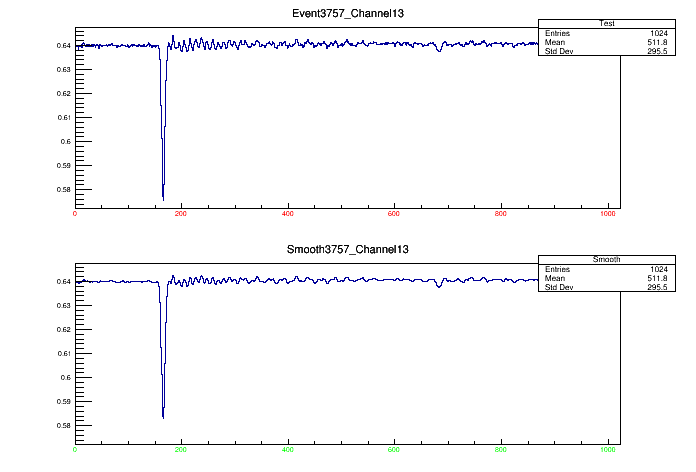 Event3757_Channel13
Test
Entries 1024
Mean 511.8
Std Dev 295.5
0.64
0.63
0.62
0.61
0.6
0.59
0.58
0 200 400 600 800 1000
Smooth3757_Channel13
Smooth
Entries 1024
Mean 511.8
Std Dev 295.5
0.64
0.63
0.62
0.61
0.6
0.59
0.58
0 200 400 600 800 1000